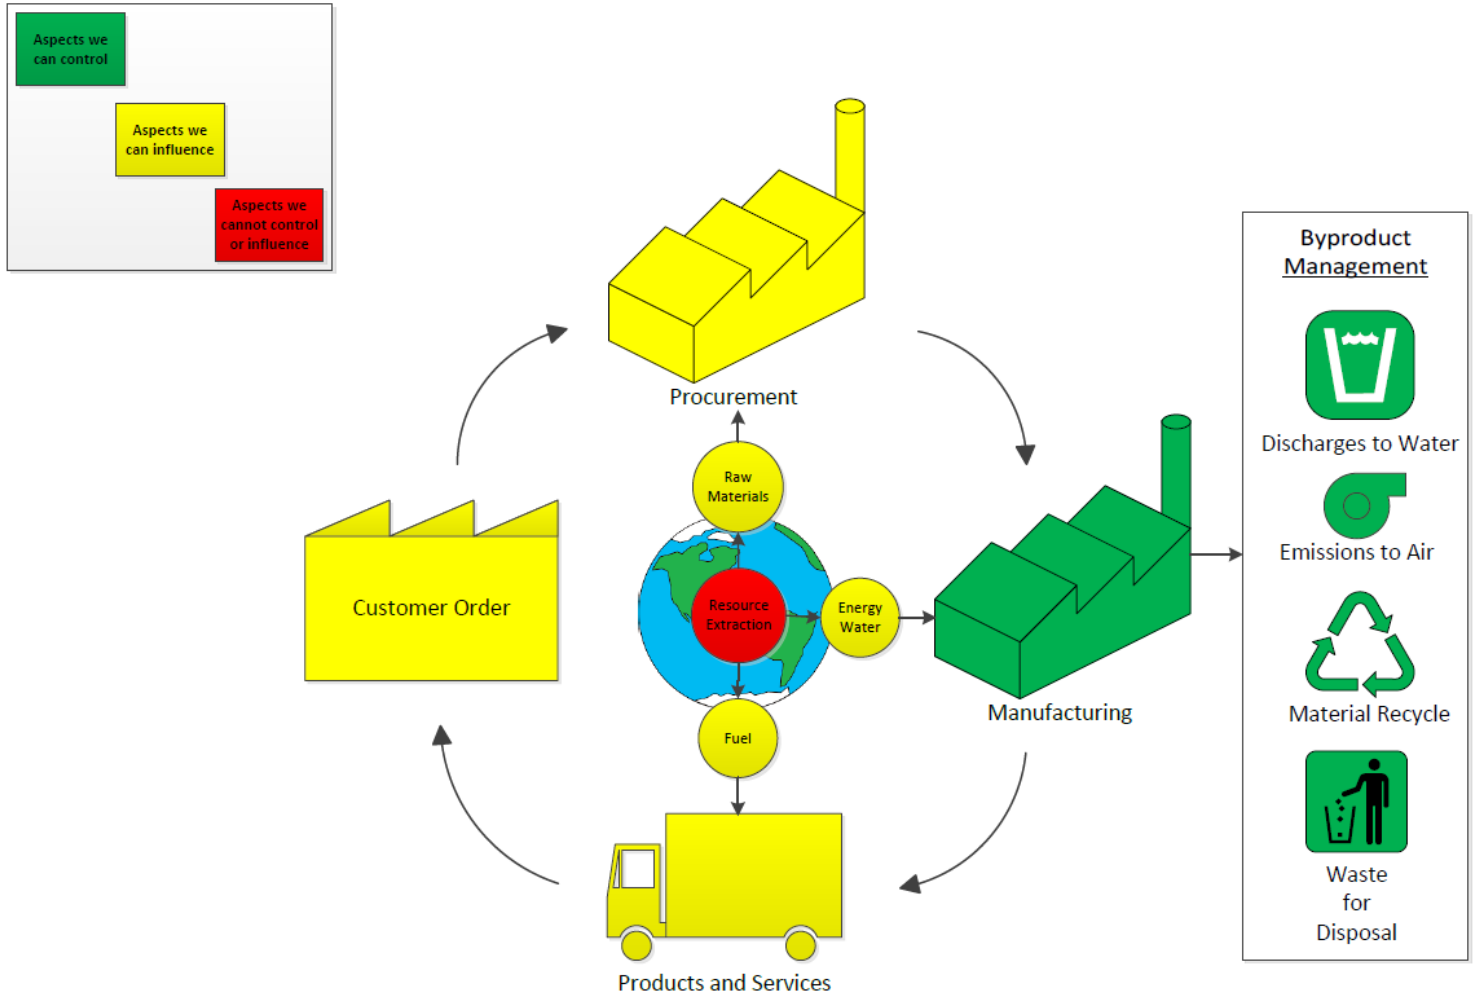 Aspects we
can control
Aspects we
can influence
Aspects we
cannot control
or influence
Procurement
Raw
Materials
Resource
Extraction
Energy
Water
Fuel
Customer Order
Manufacturing
Products and Services
Byproduct
Management
Discharges to Water
Emissions to Air
Material Recycle
Waste
for
Disposal